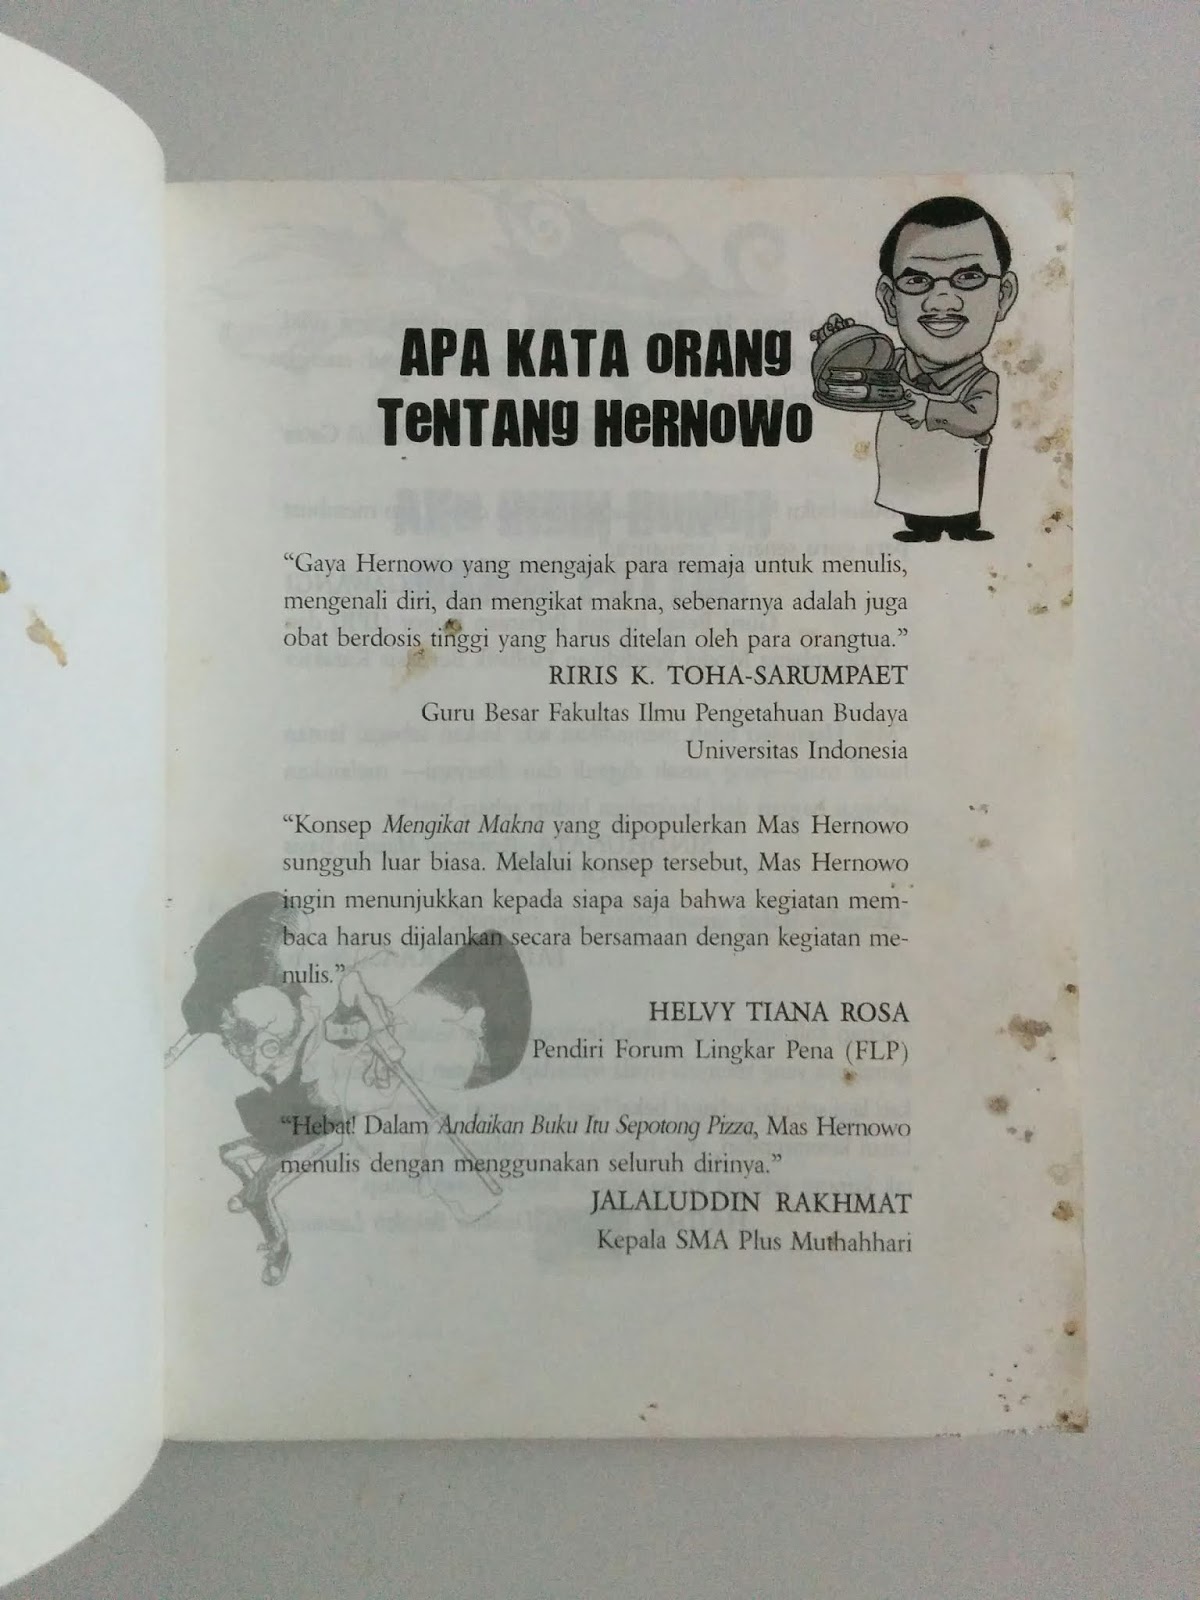 APA KATA ORANG
TENTANG HERNOWO
“Gaya Hernowo yang mengajak para remaja untuk menulis,
mengenali diri, dan mengikat makna, sebenarnya adalah juga
obat berdosis tinggi yang harus ditelan oleh para orangtua.”
RIRIS K. TOHA-SARUMPAET
Guru Besar Fakultas Ilmu Pengetahuan Budaya
Universitas Indonesia
“Konsep Mengikat Makna yang dipopulerkan Mas Hernowo
sungguh luar biasa. Melalui konsep tersebut, Mas Hernowo
ingin menunjukkan kepada siapa saja bahwa kegiatan mem-
baca harus dijalankan secara bersamaan dengan kegiatan me-
nulis.”
HELVY TIANA ROSA
Pendiri Forum Lingkar Pena (FLP)
“Hebat! Dalam Andaikan Buku Itu Sepotong Pizza, Mas Hernowo
menulis dengan menggunakan seluruh dirinya.”
JALALUDDIN RAKHMAT
Kepala SMA Plus Muthahhari